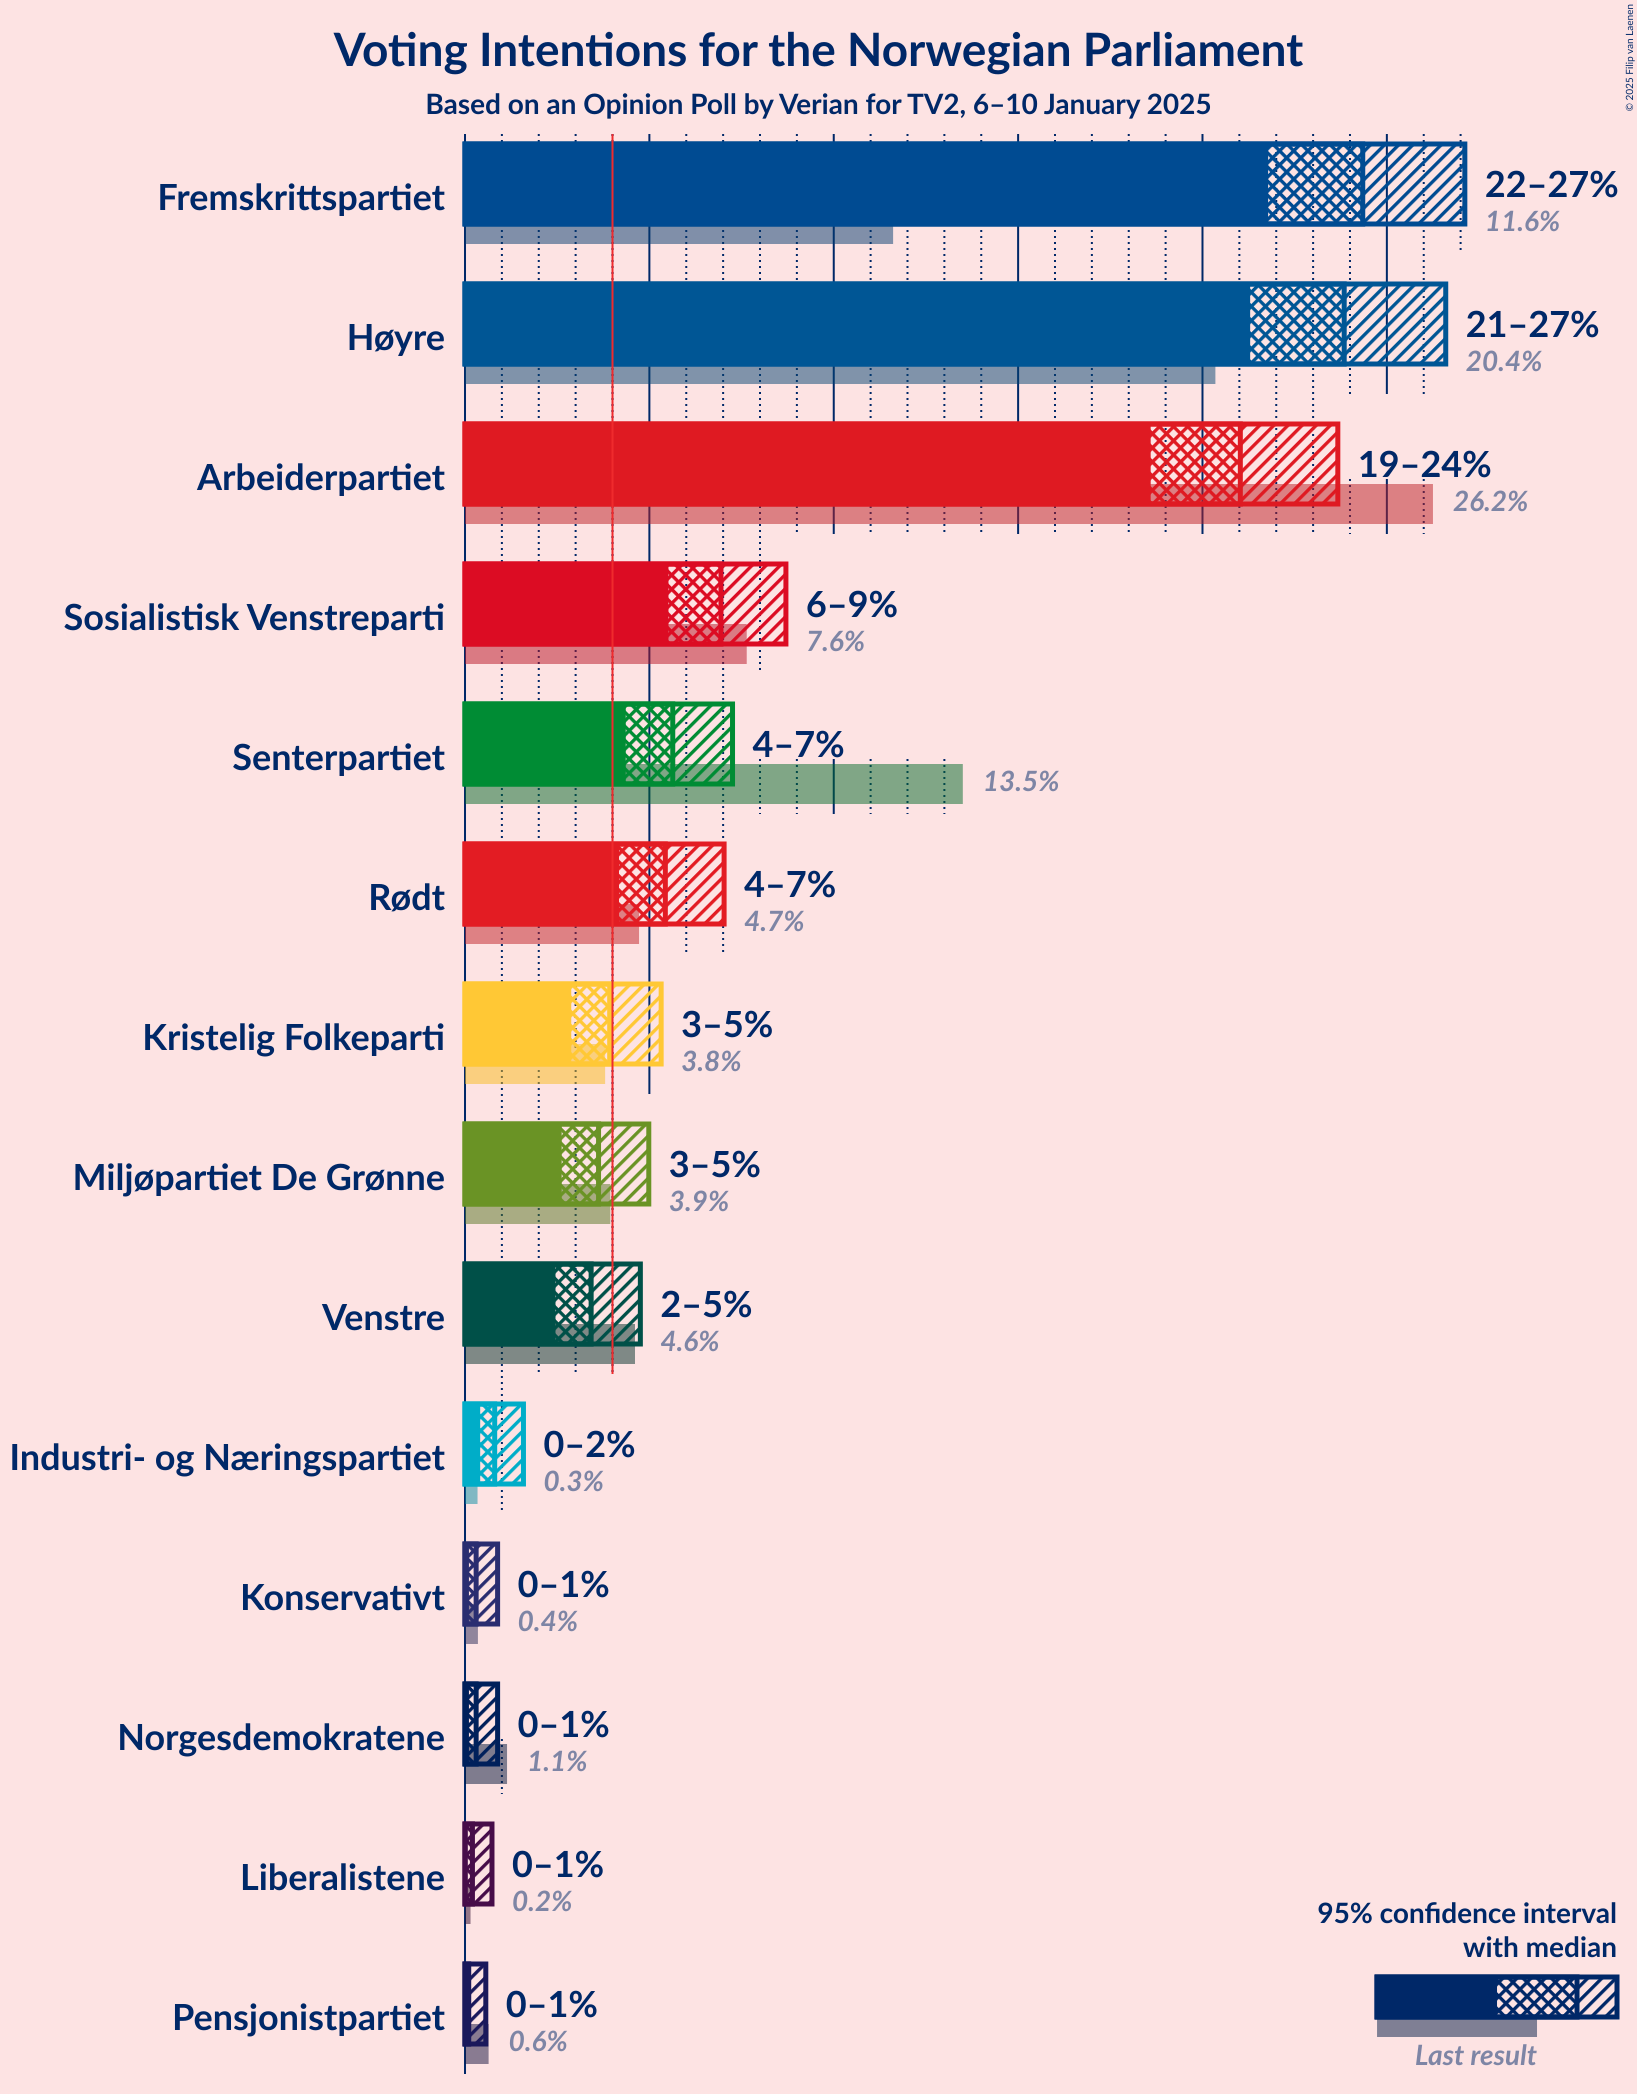 Voting Intentions for the Norwegian Parliament
Based on an Opinion Poll by Verian for TV2, 6–10 January 2025
© 2025 Filip van Laenen
Fremskrittspartiet
22–27%
11.6%
Høyre
21–27%
20.4%
Arbeiderpartiet
19–24%
26.2%
Sosialistisk Venstreparti
6–9%
7.6%
Senterpartiet
4–7%
13.5%
Rødt
4–7%
4.7%
Kristelig Folkeparti
3–5%
3.8%
Miljøpartiet De Grønne
3–5%
3.9%
Venstre
2–5%
4.6%
Industri- og Næringspartiet
0–2%
0.3%
Konservativt
0–1%
0.4%
Norgesdemokratene
0–1%
1.1%
Liberalistene
0–1%
0.2%
Pensjonistpartiet
0–1%
0.6%
95% confidence interval
with median
Last result